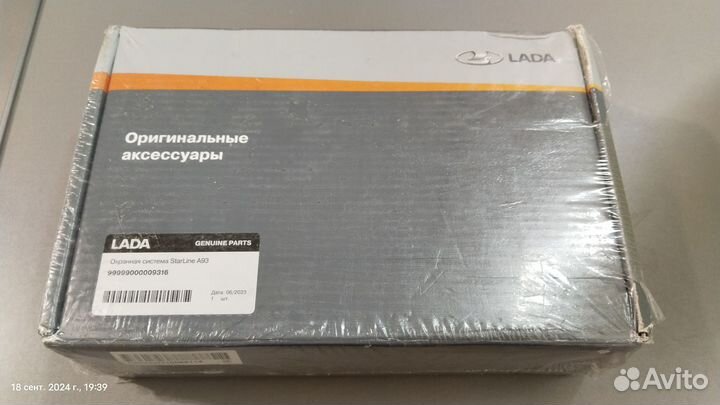 LADA
Оригинальные
аксессуары
LADA GENUINE PARTS
Охранная система StarLine A93
99999000009316
Дата: 06/2023
1 шт.
18 сент. 2024 г., 19:39
Avito